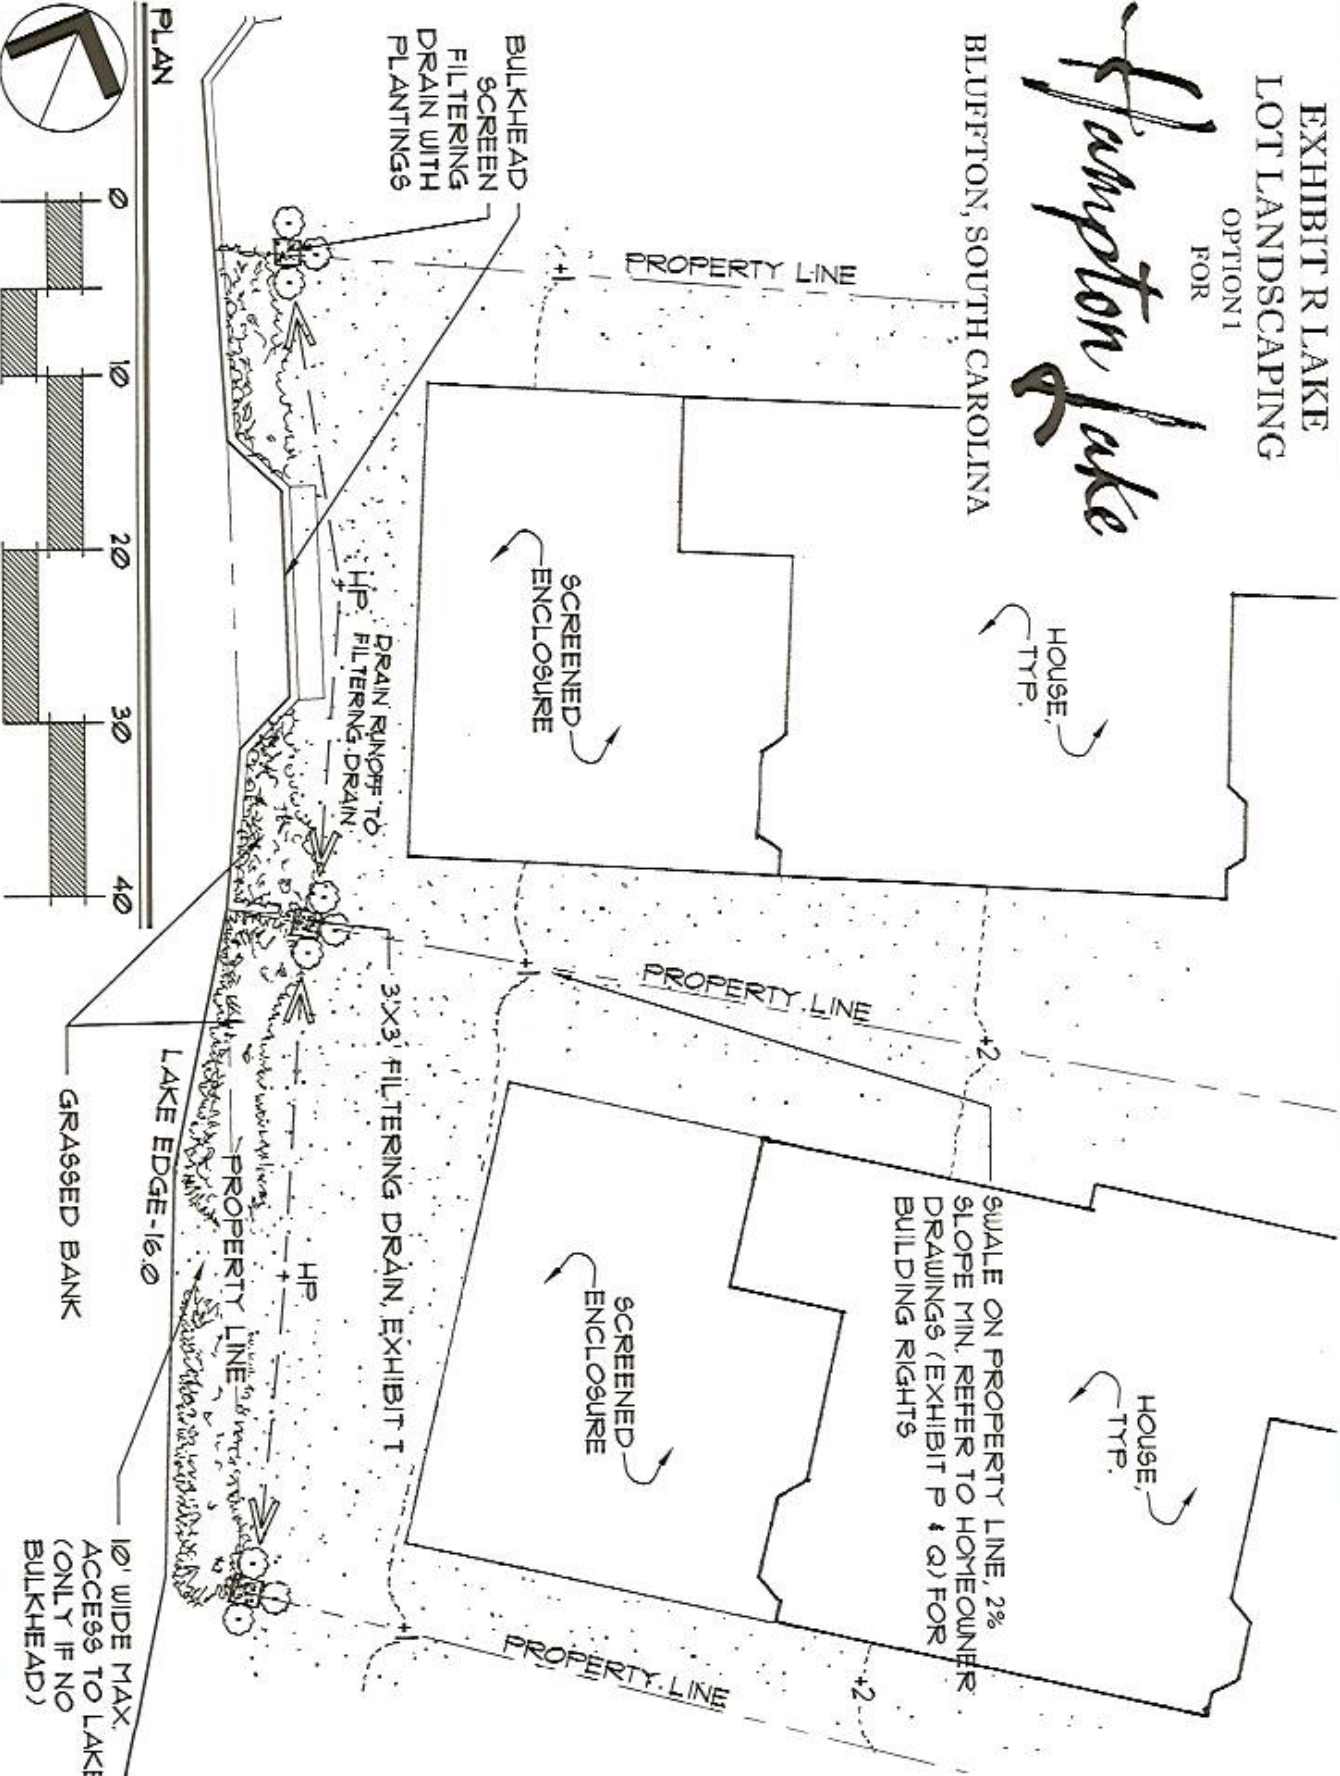 EXHIBIT R LAKE
LOT LANDSCAPING
OPTION 1
FOR
Hampton Lake
BLUFFTON, SOUTH CAROLINA
HOUSE,
TYP.
HOUSE,
TYP.
SCREENED
ENCLOSURE
SCREENED
ENCLOSURE
SWALE ON PROPERTY LINE, 2%
SLOPE MIN. REFER TO HOMEOWNER
DRAWINGS (EXHIBIT P & Q) FOR
BUILDING RIGHTS
PROPERTY LINE
PROPERTY LINE
PROPERTY LINE
+1
+1
+1
+2
+2
BULKHEAD
SCREEN
FILTERING
DRAIN WITH
PLANTINGS
HP
DRAIN RUNOFF TO
FILTERING DRAIN
3'X3' FILTERING DRAIN, EXHIBIT T
HP
PROPERTY LINE
LAKE EDGE-16.0
GRASSED BANK
10' WIDE MAX.
ACCESS TO LAKE
(ONLY IF NO
BULKHEAD)
PLAN
0 10 20 30 40